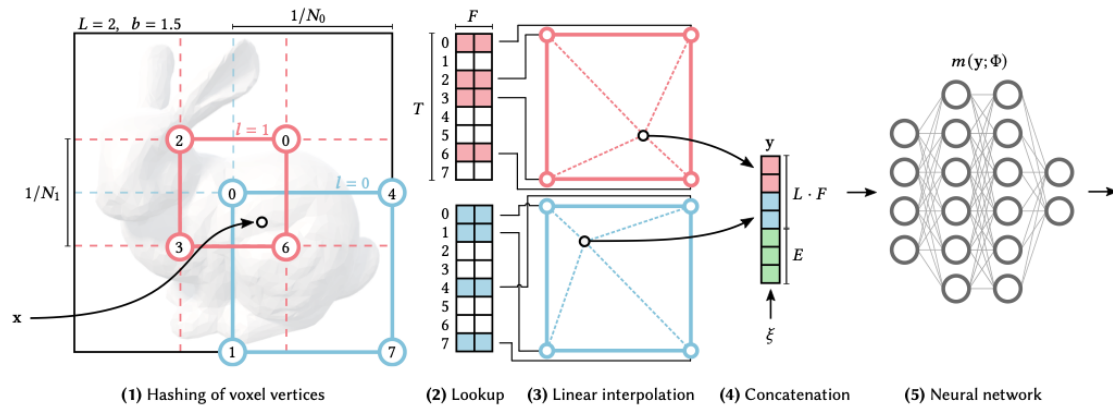 L = 2, b = 1.5
1/N₀
l = 1
2
0
1/N₁
l = 0
0
4
3
6
x
1
7
F
T
0
1
2
3
4
5
6
7
0
1
2
3
4
5
6
7
y
L · F
E
ξ
m(y; Φ)
(1) Hashing of voxel vertices
(2) Lookup
(3) Linear interpolation
(4) Concatenation
(5) Neural network